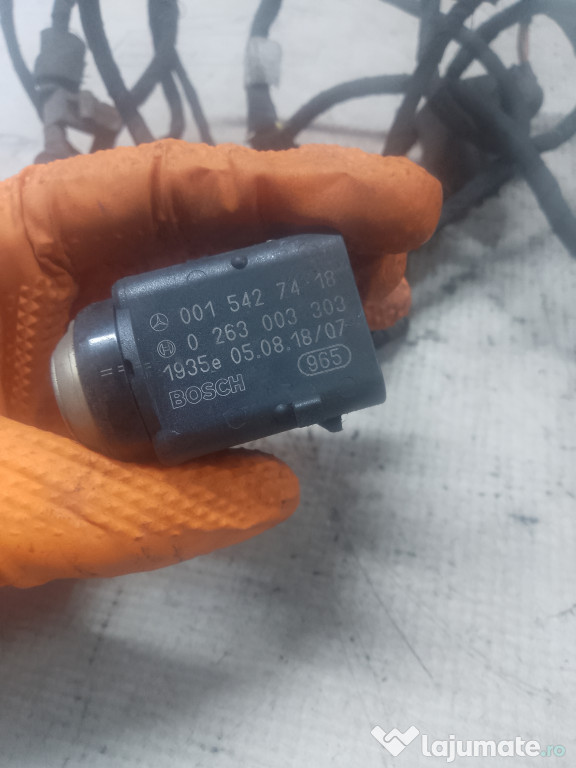 001 542 74 18
0 263 003 303
1935e 05.08.18/07
BOSCH
965
lajumate.ro